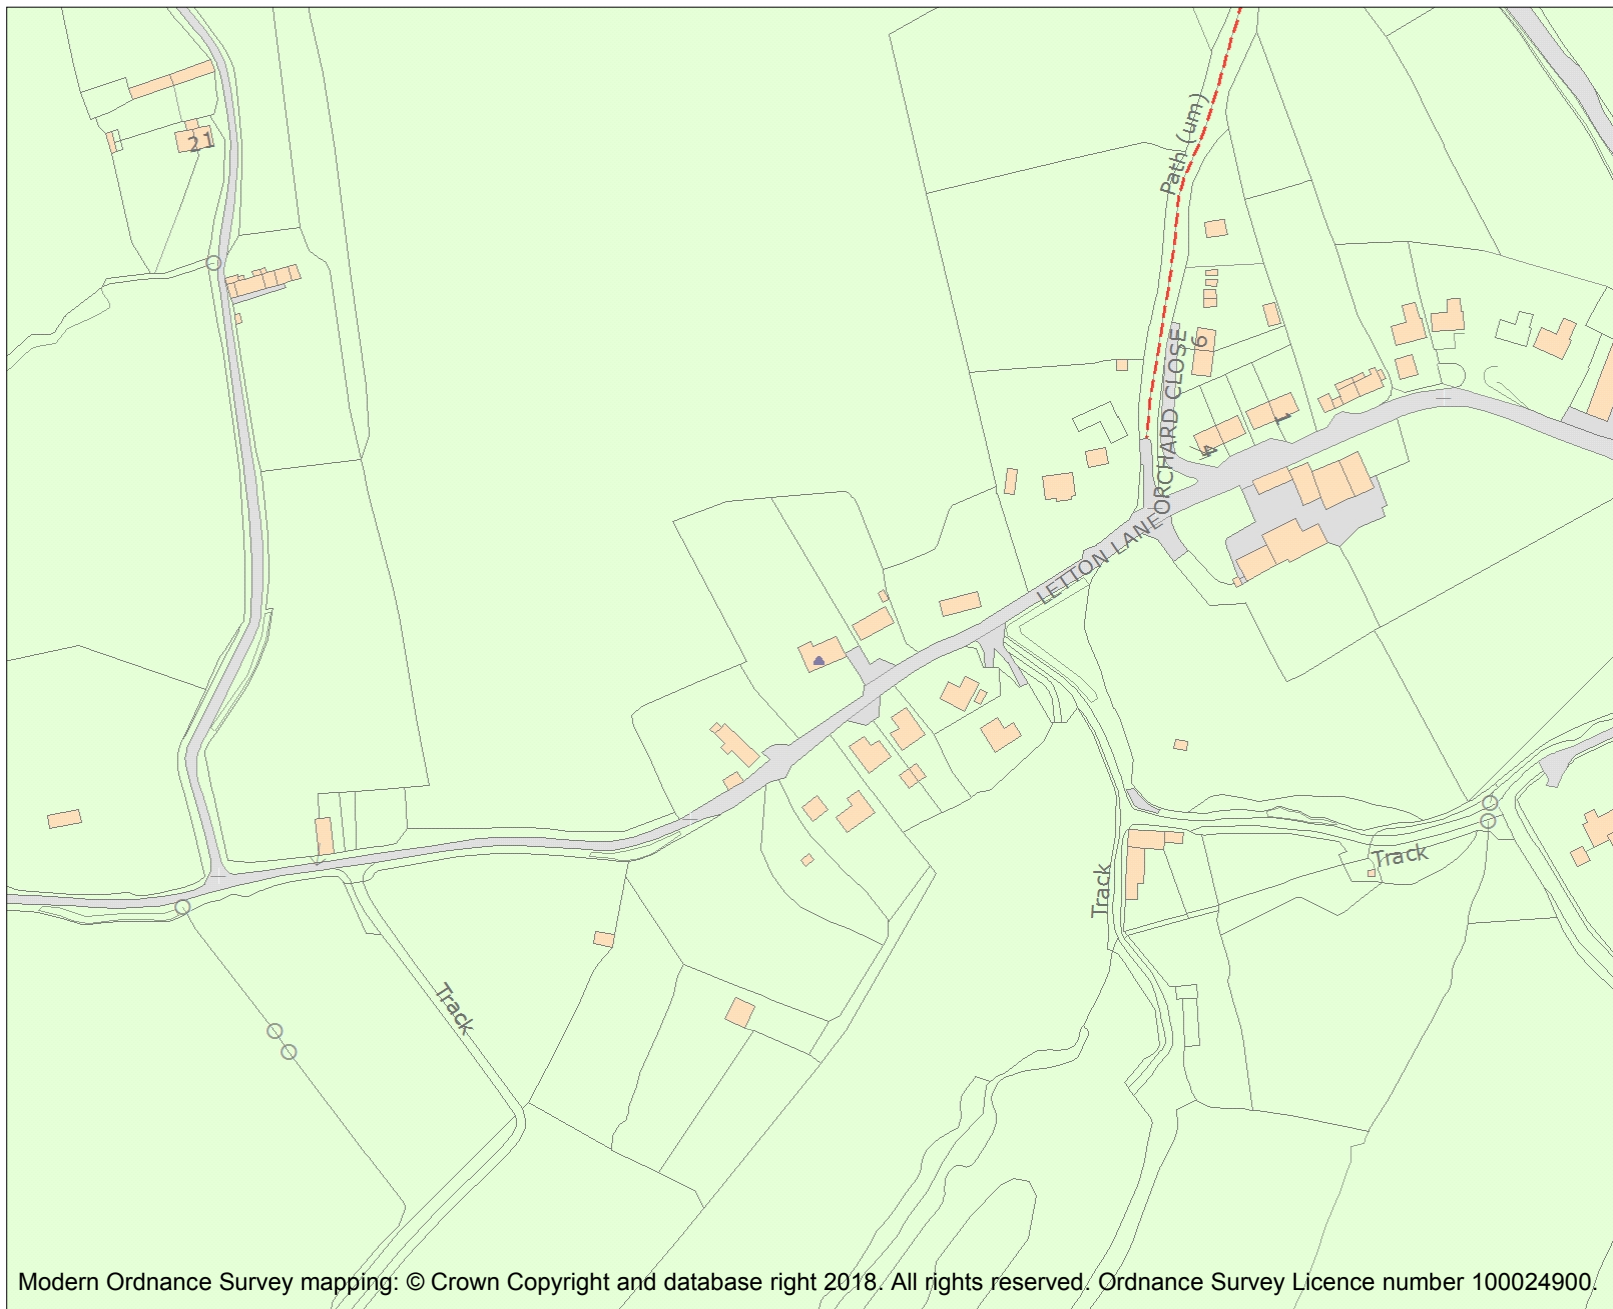 21
Path (um)
6
ORCHARD CLOSE
1
4
LETTON LANE
Track
Track
Track
Modern Ordnance Survey mapping: © Crown Copyright and database right 2018. All rights reserved. Ordnance Survey Licence number 100024900.